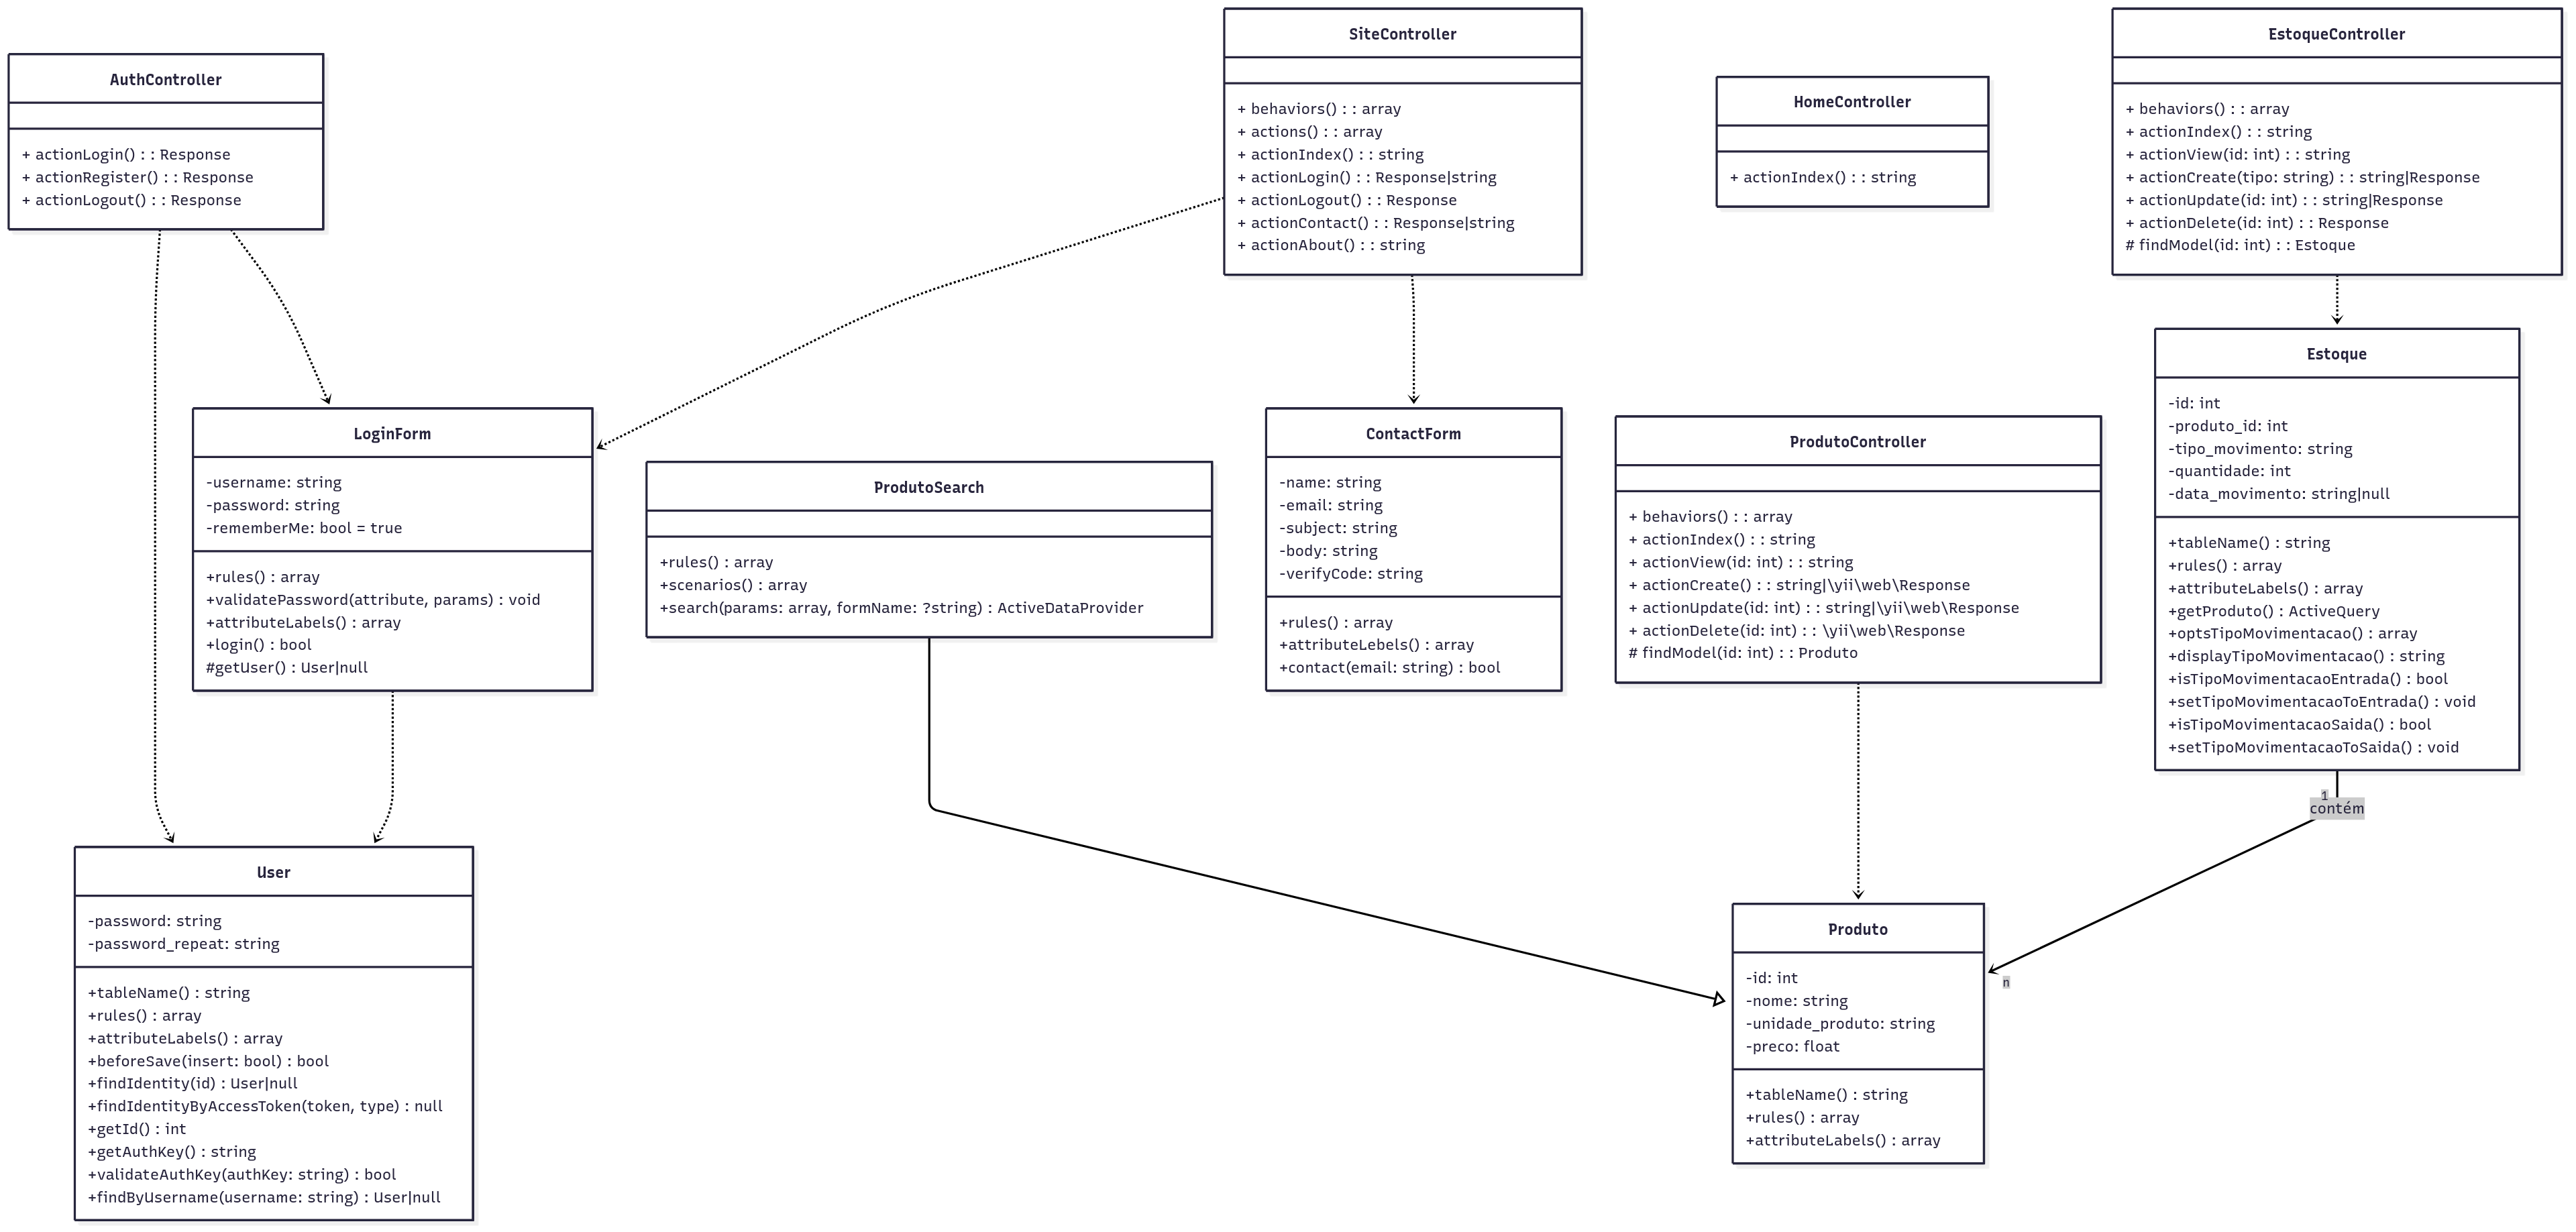 AuthController
+ actionLogin() : : Response
+ actionRegister() : : Response
+ actionLogout() : : Response
SiteController
+ behaviors() : : array
+ actions() : : array
+ actionIndex() : : string
+ actionLogin() : : Response|string
+ actionLogout() : : Response
+ actionContact() : : Response|string
+ actionAbout() : : string
HomeController
+ actionIndex() : : string
EstoqueController
+ behaviors() : : array
+ actionIndex() : : string
+ actionView(id: int) : : string
+ actionCreate(tipo: string) : : string|Response
+ actionUpdate(id: int) : : string|Response
+ actionDelete(id: int) : : Response
# findModel(id: int) : : Estoque
LoginForm
-username: string
-password: string
-rememberMe: bool = true
+rules() : array
+validatePassword(attribute, params) : void
+attributeLabels() : array
+login() : bool
#getUser() : User|null
ProdutoSearch
+rules() : array
+scenarios() : array
+search(params: array, formName: ?string) : ActiveDataProvider
ContactForm
-name: string
-email: string
-subject: string
-body: string
-verifyCode: string
+rules() : array
+attributeLebels() : array
+contact(email: string) : bool
ProdutoController
+ behaviors() : : array
+ actionIndex() : : string
+ actionView(id: int) : : string
+ actionCreate() : : string|\yii\web\Response
+ actionUpdate(id: int) : : string|\yii\web\Response
+ actionDelete(id: int) : : \yii\web\Response
# findModel(id: int) : : Produto
Estoque
-id: int
-produto_id: int
-tipo_movimento: string
-quantidade: int
-data_movimento: string|null
+tableName() : string
+rules() : array
+attributeLabels() : array
+getProduto() : ActiveQuery
+optsTipoMovimentacao() : array
+displayTipoMovimentacao() : string
+isTipoMovimentacaoEntrada() : bool
+setTipoMovimentacaoToEntrada() : void
+isTipoMovimentacaoSaida() : bool
+setTipoMovimentacaoToSaida() : void
1
contém
n
User
-password: string
-password_repeat: string
+tableName() : string
+rules() : array
+attributeLabels() : array
+beforeSave(insert: bool) : bool
+findIdentity(id) : User|null
+findIdentityByAccessToken(token, type) : null
+getId() : int
+getAuthKey() : string
+validateAuthKey(authKey: string) : bool
+findByUsername(username: string) : User|null
Produto
-id: int
-nome: string
-unidade_produto: string
-preco: float
+tableName() : string
+rules() : array
+attributeLabels() : array